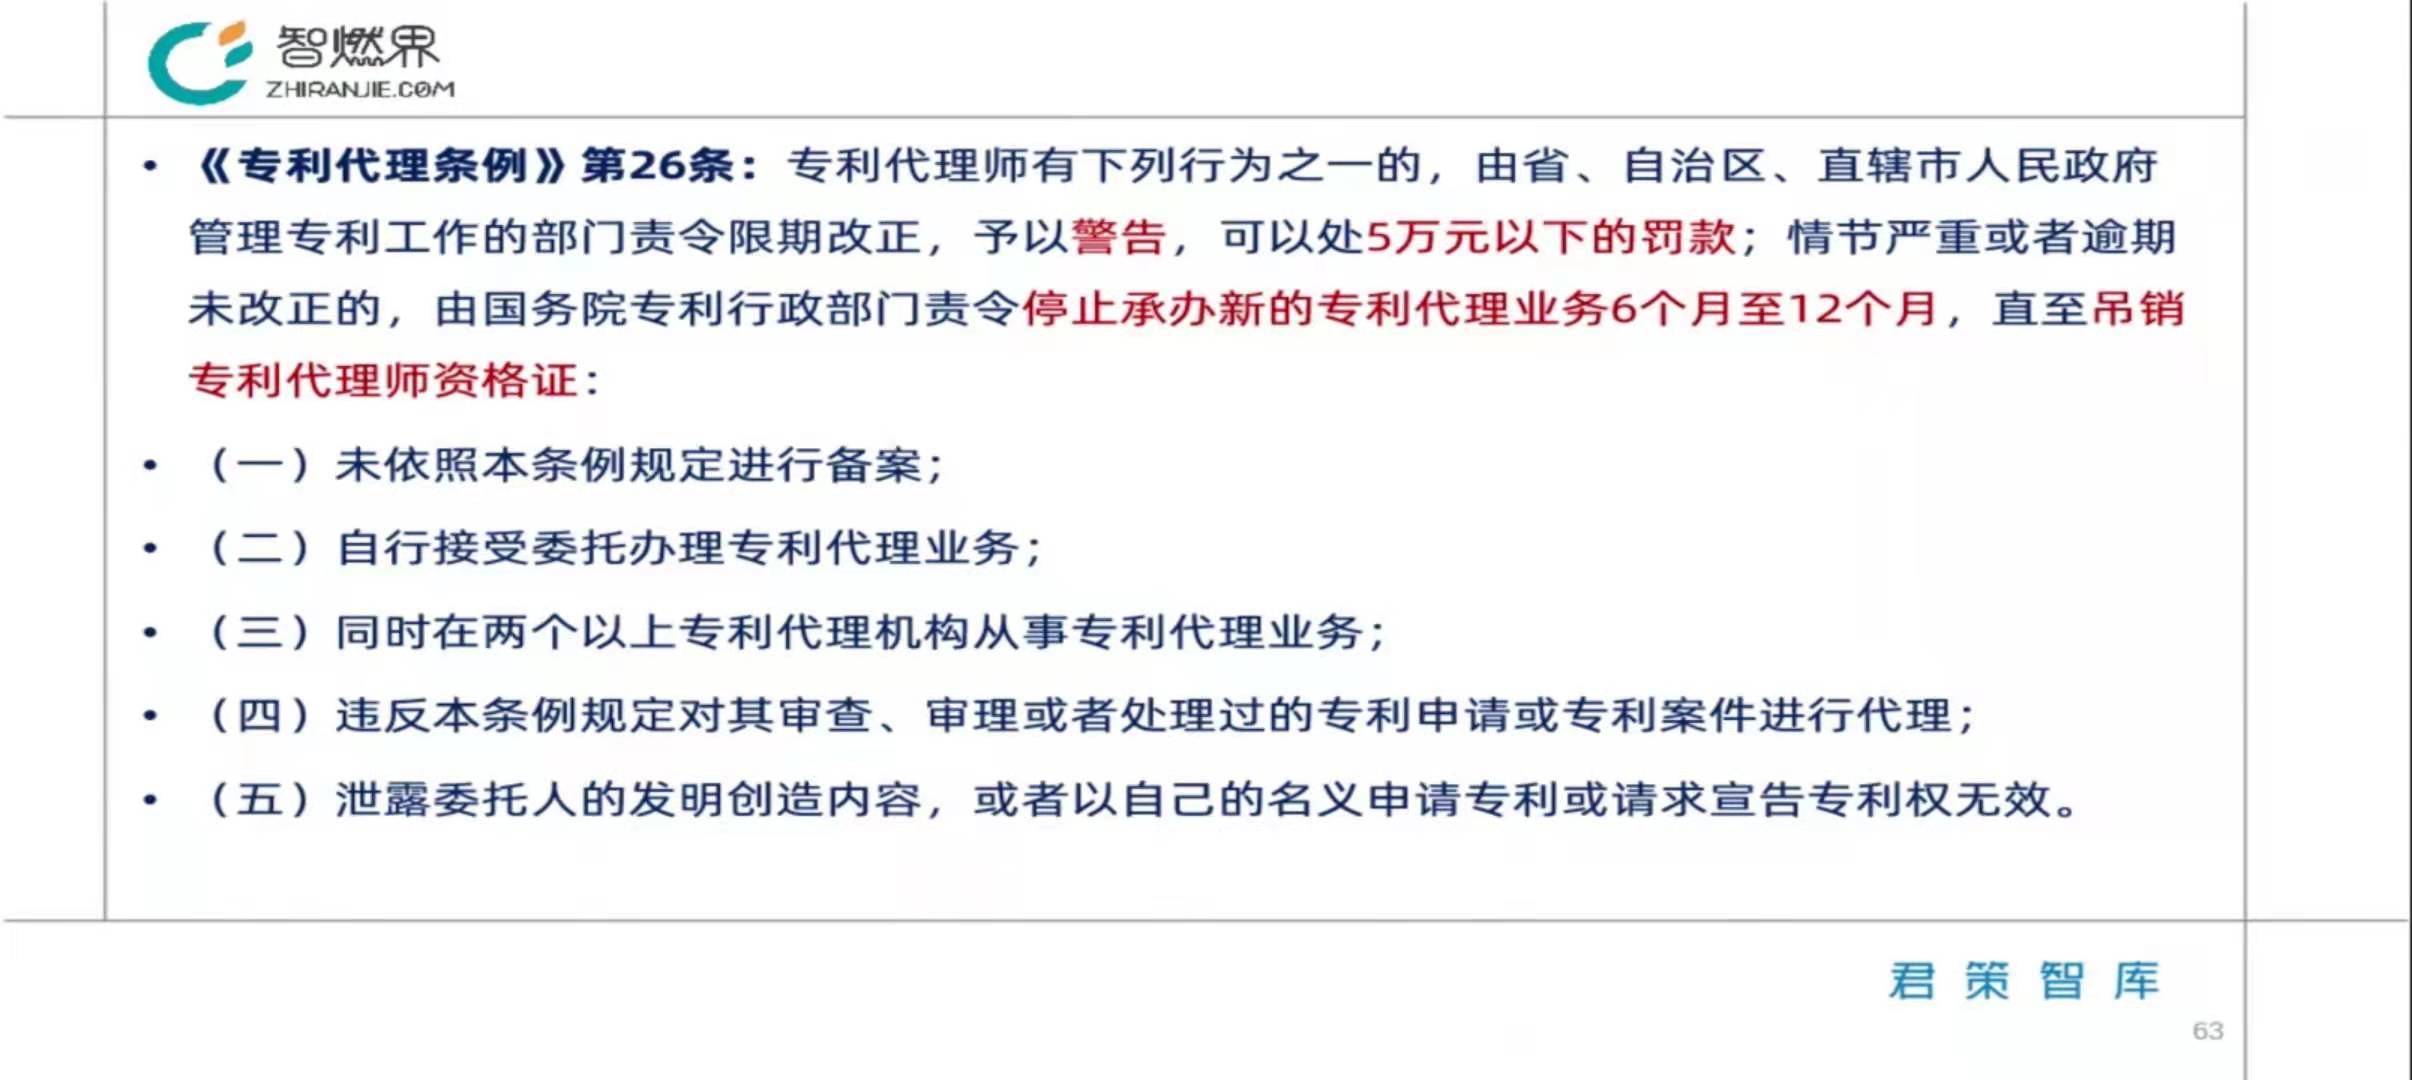 智燃界
ZHIRANJIE.COM
• 《专利代理条例》第26条：专利代理师有下列行为之一的，由省、自治区、直辖市人民政府
管理专利工作的部门责令限期改正，予以警告，可以处5万元以下的罚款；情节严重或者逾期
未改正的，由国务院专利行政部门责令停止承办新的专利代理业务6个月至12个月，直至吊销
专利代理师资格证：
• （一）未依照本条例规定进行备案；
• （二）自行接受委托办理专利代理业务；
• （三）同时在两个以上专利代理机构从事专利代理业务；
• （四）违反本条例规定对其审查、审理或者处理过的专利申请或专利案件进行代理；
• （五）泄露委托人的发明创造内容，或者以自己的名义申请专利或请求宣告专利权无效。
君策智库
63